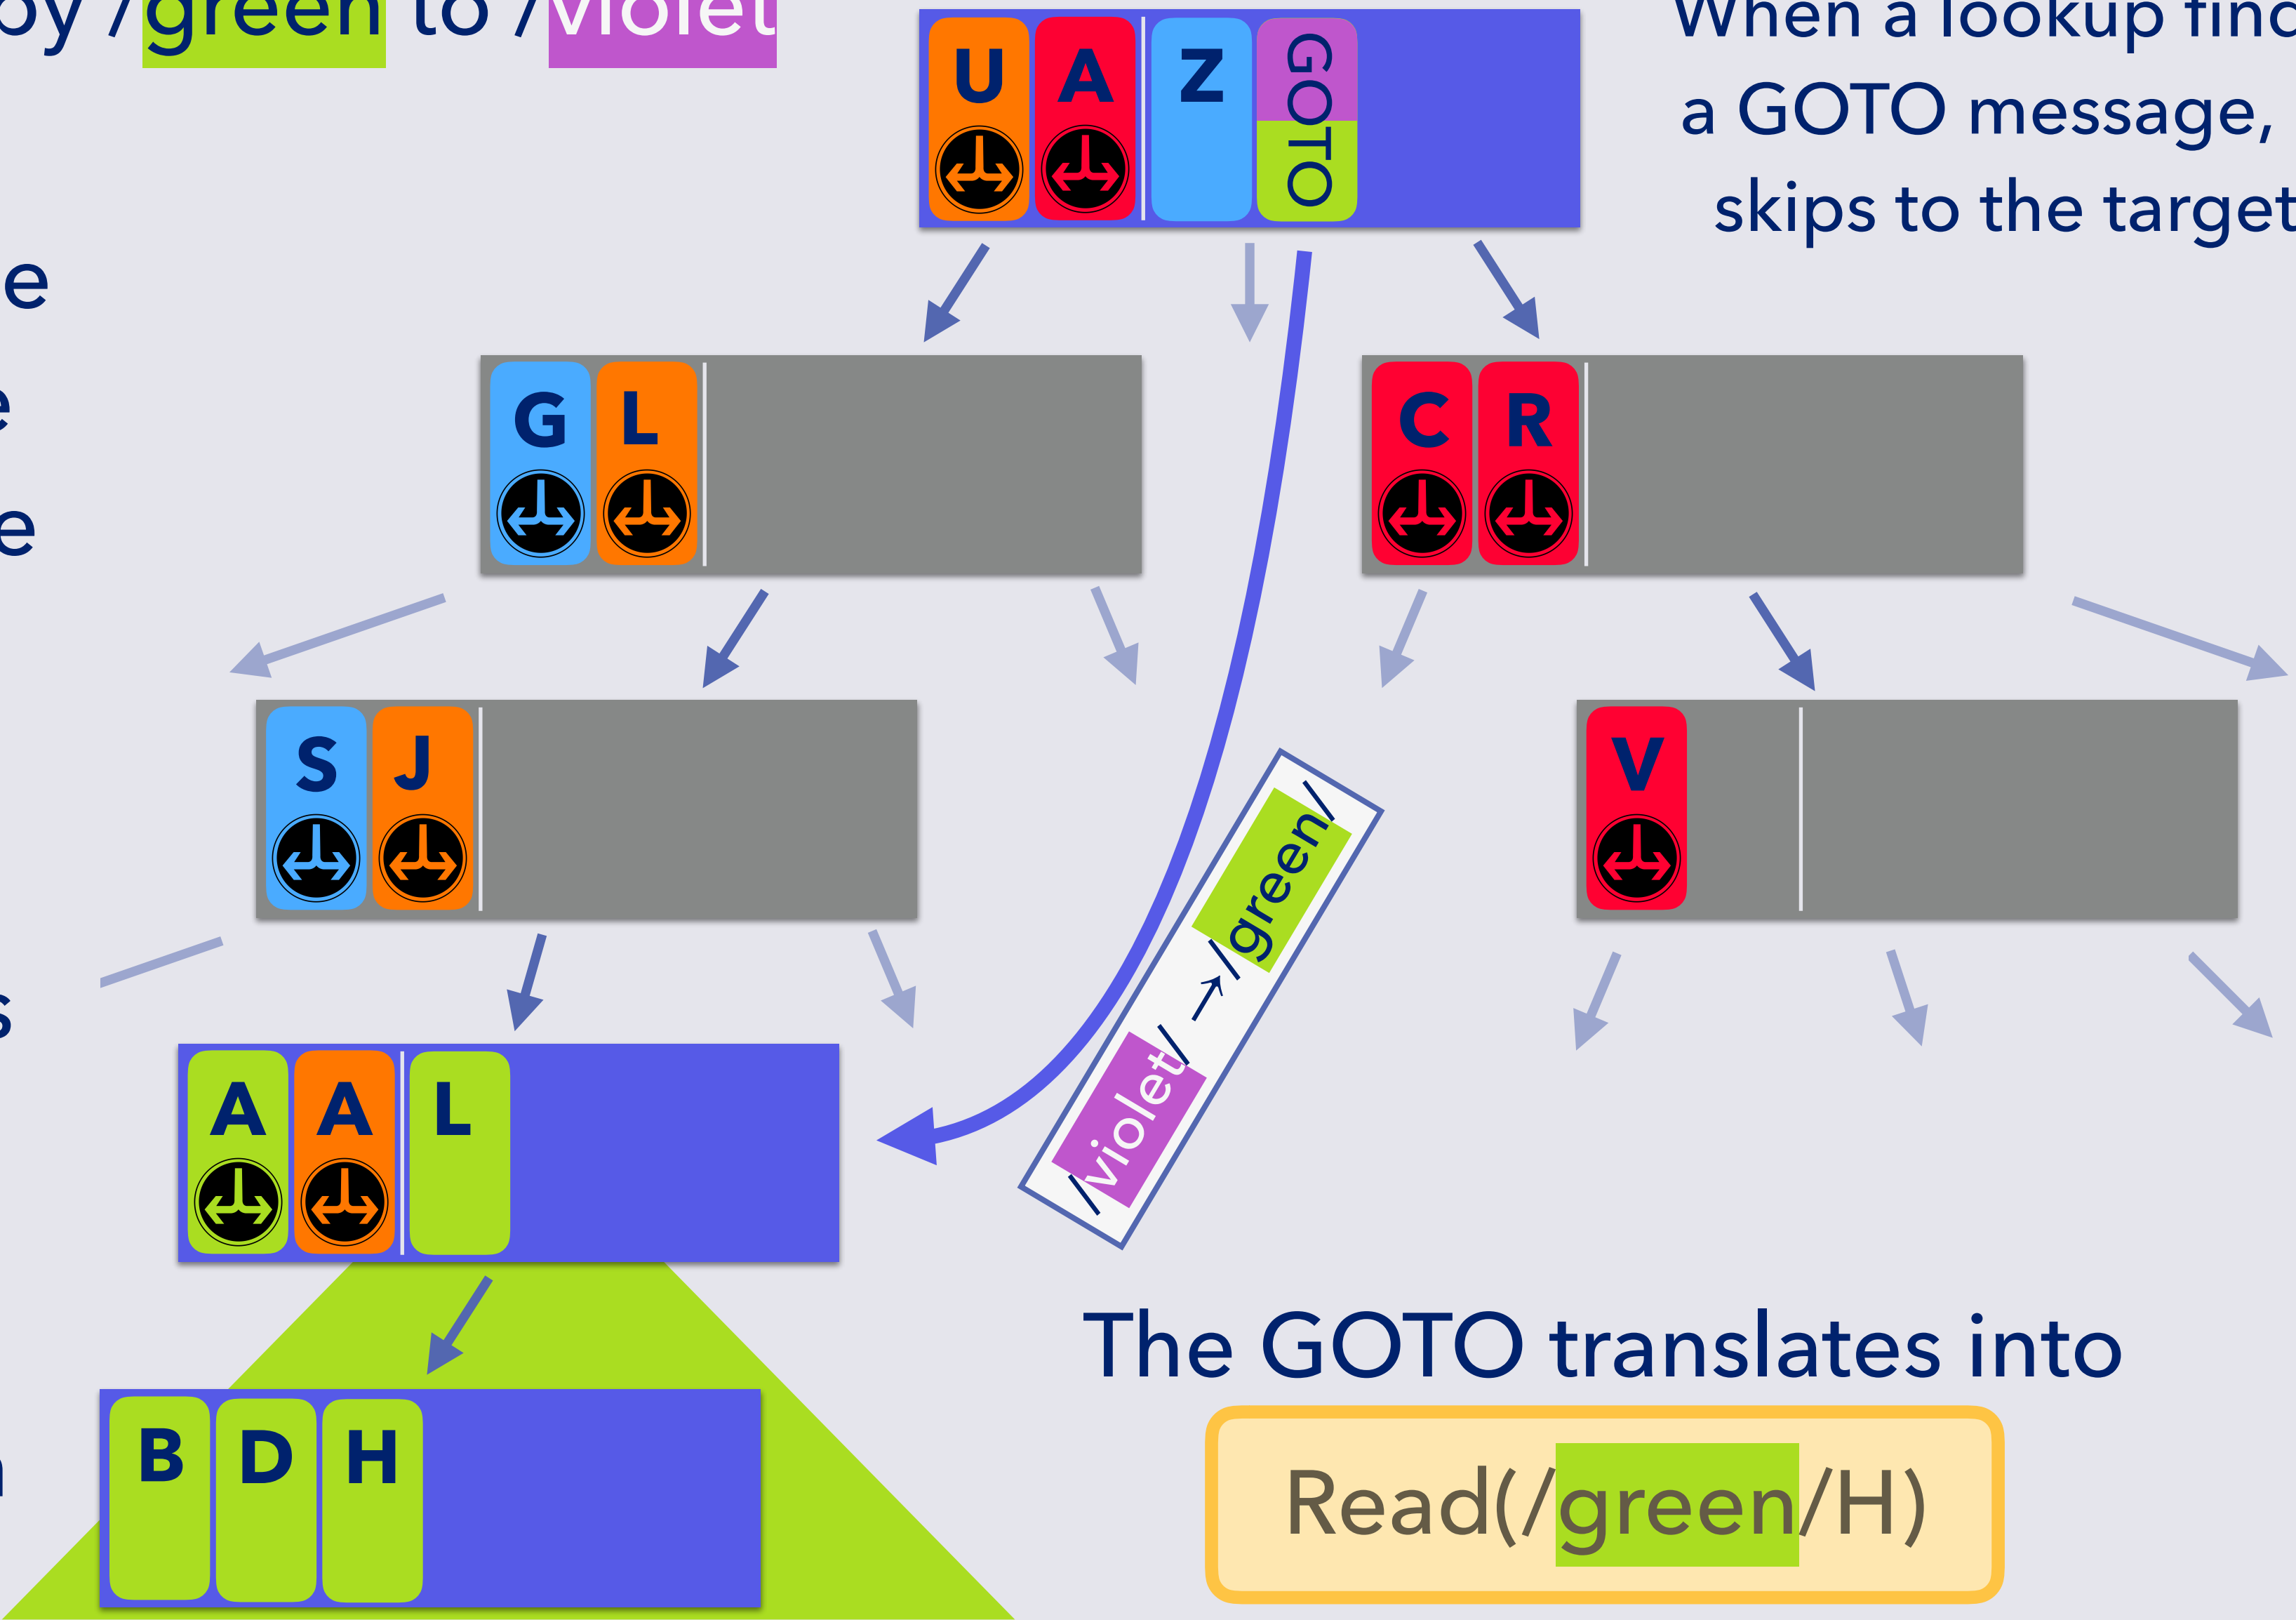 by /green to /violet
When a lookup find
a GOTO message,
skips to the target
U A Z GOTO
e
e
e
G L
C R
S J
V
/violet/ → /green/
s
A A L
The GOTO translates into
B D H
n
Read(/green/H)